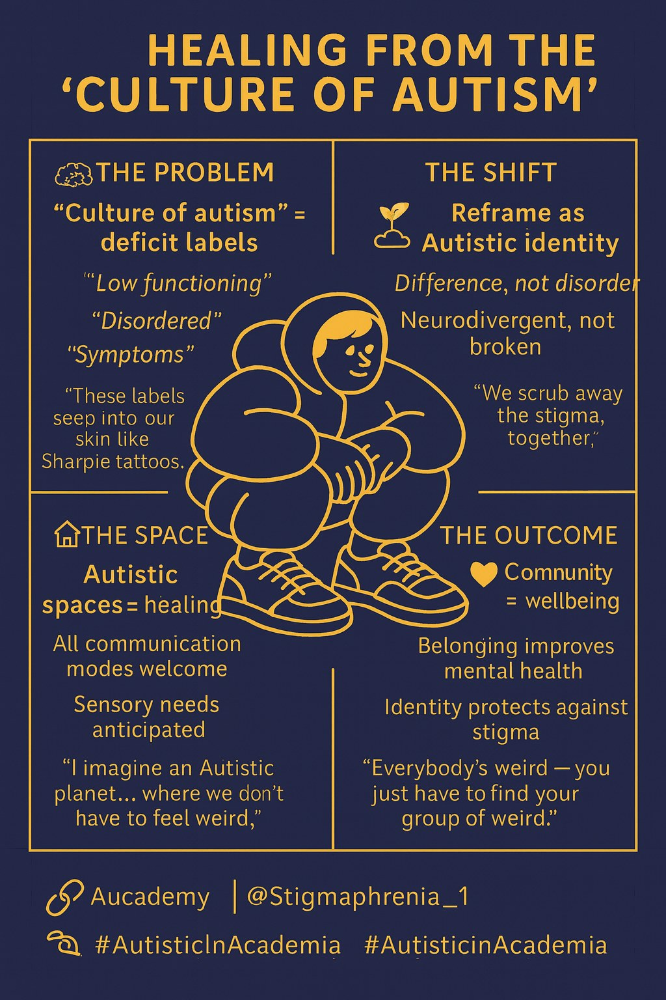 HEALING FROM THE
‘CULTURE OF AUTISM’
THE PROBLEM
“Culture of autism” =
deficit labels
“‘Low functioning”
“Disordered”
“Symptoms”
“These labels
seep into our
skin like
Sharpie tattoos.
THE SHIFT
Reframe as
Autistic identity
Difference, not disorder
Neurodivergent, not
broken
“We scrub away
the stigma,
together,”
THE SPACE
Autistic
spaces = healing
All communication
modes welcome
Sensory needs
anticipated
“I imagine an Autistic
planet... where we don’t
have to feel weird,”
THE OUTCOME
Comnunity
= wellbeing
Belonging improves
mental health
Identity protects against
stigma
“Everybody’s weird — you
just have to find your
group of weird.”
Aucademy | @Stigmaphrenia_1
#AutisticInAcademia #AutisticinAcademia